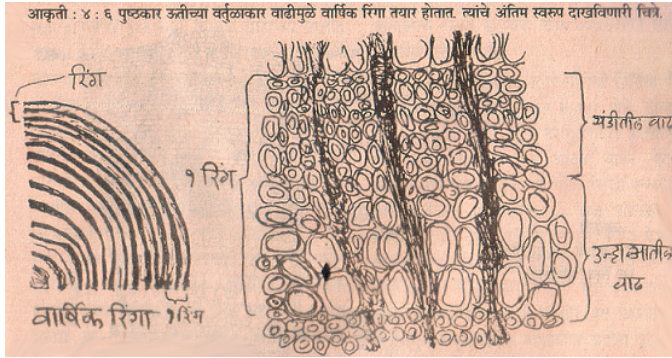 आकृती : ४ : ६ पुष्ठकार ऊतीच्या वर्तुळाकार वाढीमुळे वार्षिक रिंगा तयार होतात. त्यांचे अंतिम स्वरुप दाखविणारी चित्रे.
रिंग
१ रिंग
थंडीतील वाढ
उन्हाळ्यातील
वाढ
वार्षिक रिंगा १ रिंग